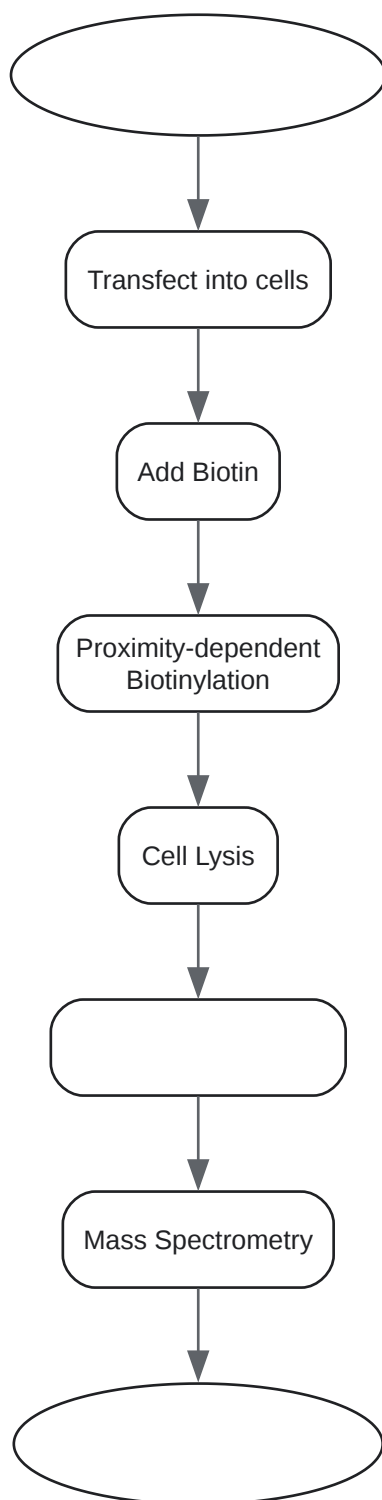 Transfect into cells
Add Biotin
Proximity-dependent
Biotinylation
Cell Lysis
Mass Spectrometry